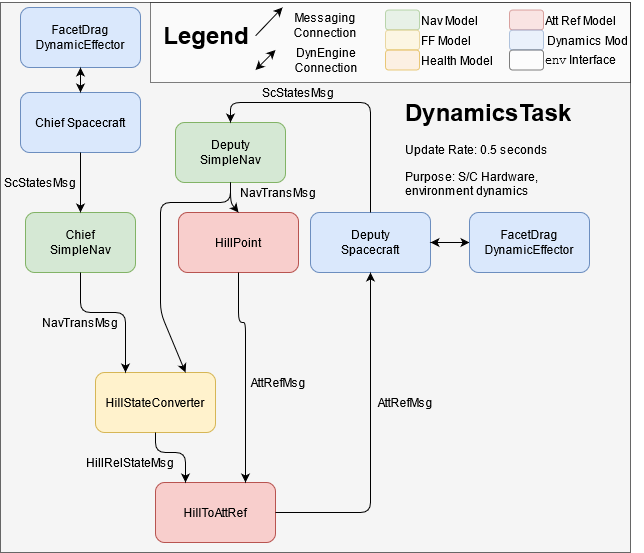 FacetDrag
DynamicEffector
Legend
Messaging
Connection
DynEngine
Connection
Nav Model
FF Model
Health Model
Att Ref Model
Dynamics Mod
env Interface
Chief Spacecraft
ScStatesMsg
DynamicsTask
Update Rate: 0.5 seconds
Purpose: S/C Hardware,
environment dynamics
Deputy
SimpleNav
ScStatesMsg
NavTransMsg
Chief
SimpleNav
HillPoint
Deputy
Spacecraft
FacetDrag
DynamicEffector
NavTransMsg
HillStateConverter
AttRefMsg
AttRefMsg
HillRelStateMsg
HillToAttRef